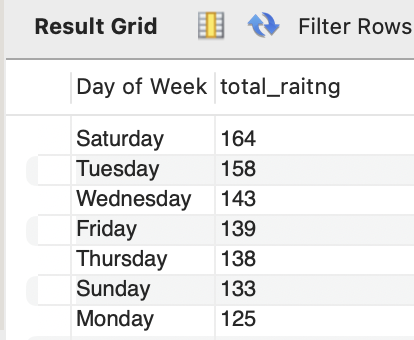 Result Grid Filter Rows
Day of Week total_raitng
Saturday 164
Tuesday 158
Wednesday 143
Friday 139
Thursday 138
Sunday 133
Monday 125